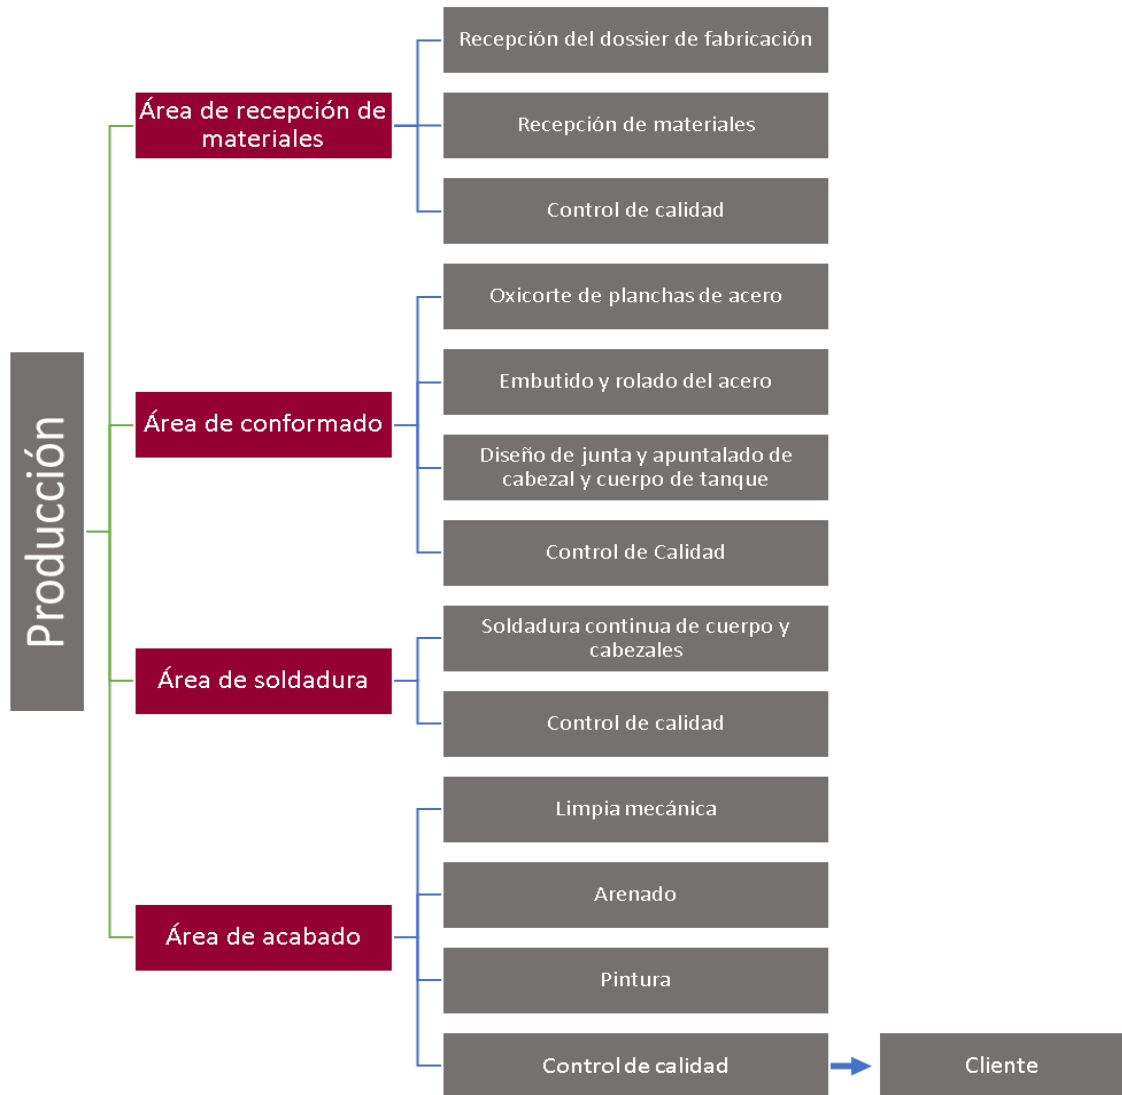 Producción
Área de recepción de
materiales
Recepción del dossier de fabricación
Recepción de materiales
Control de calidad
Área de conformado
Oxicorte de planchas de acero
Embutido y rolado del acero
Diseño de junta y apuntalado de
cabezal y cuerpo de tanque
Control de Calidad
Área de soldadura
Soldadura continua de cuerpo y
cabezales
Control de calidad
Área de acabado
Limpia mecánica
Arenado
Pintura
Control de calidad
Cliente